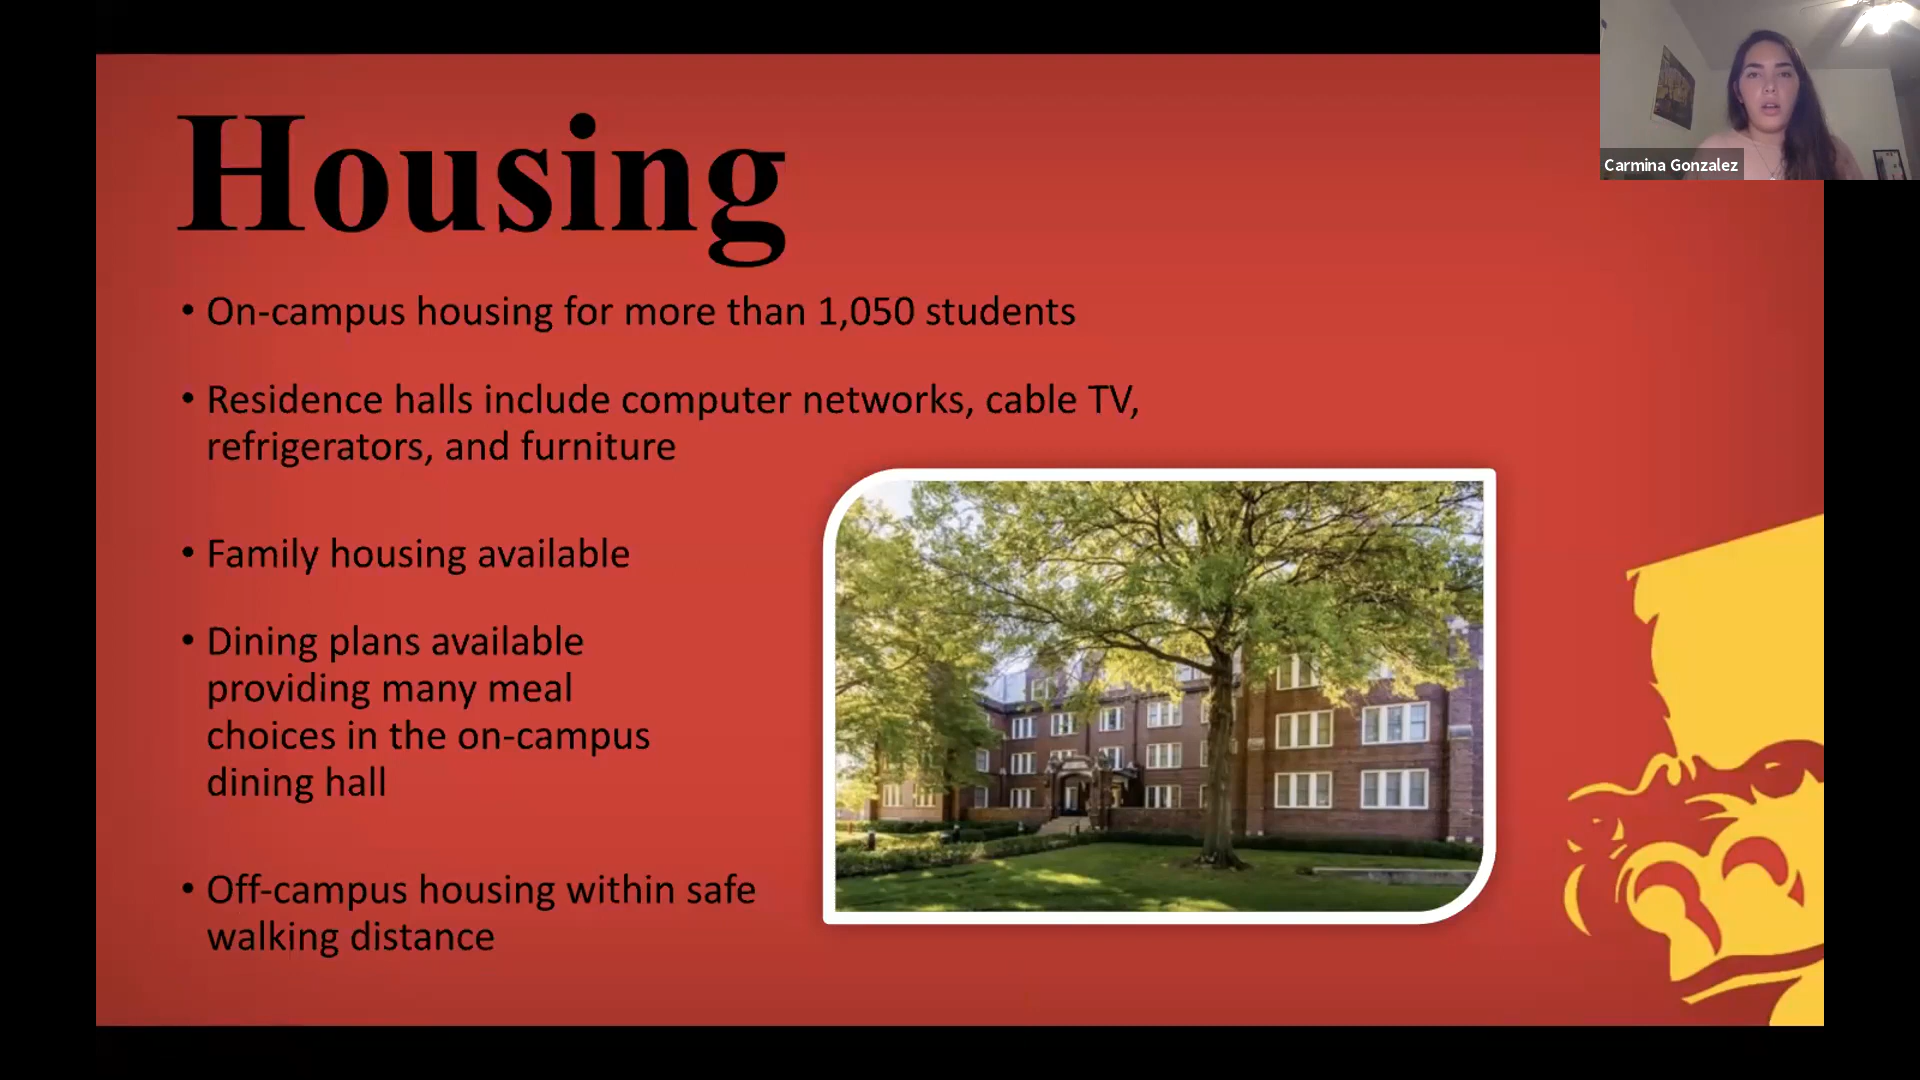 Carmina Gonzalez
Housing
• On-campus housing for more than 1,050 students
• Residence halls include computer networks, cable TV,
refrigerators, and furniture
• Family housing available
• Dining plans available
providing many meal
choices in the on-campus
dining hall
• Off-campus housing within safe
walking distance